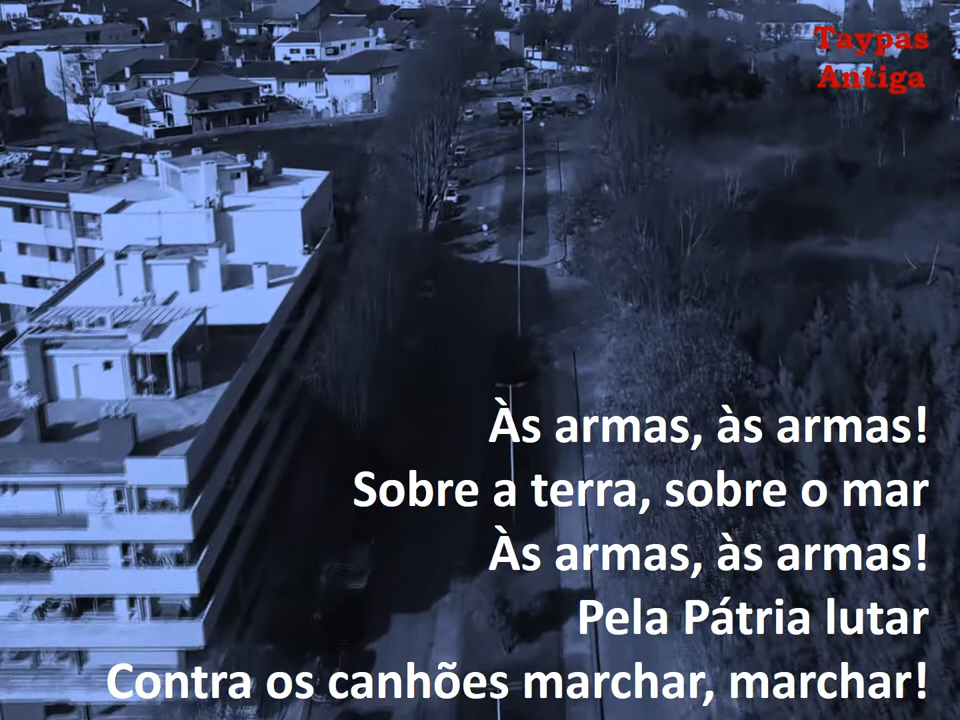 Taypas
Antiga
Às armas, às armas!
Sobre a terra, sobre o mar
Às armas, às armas!
Pela Pátria lutar
Contra os canhões marchar, marchar!